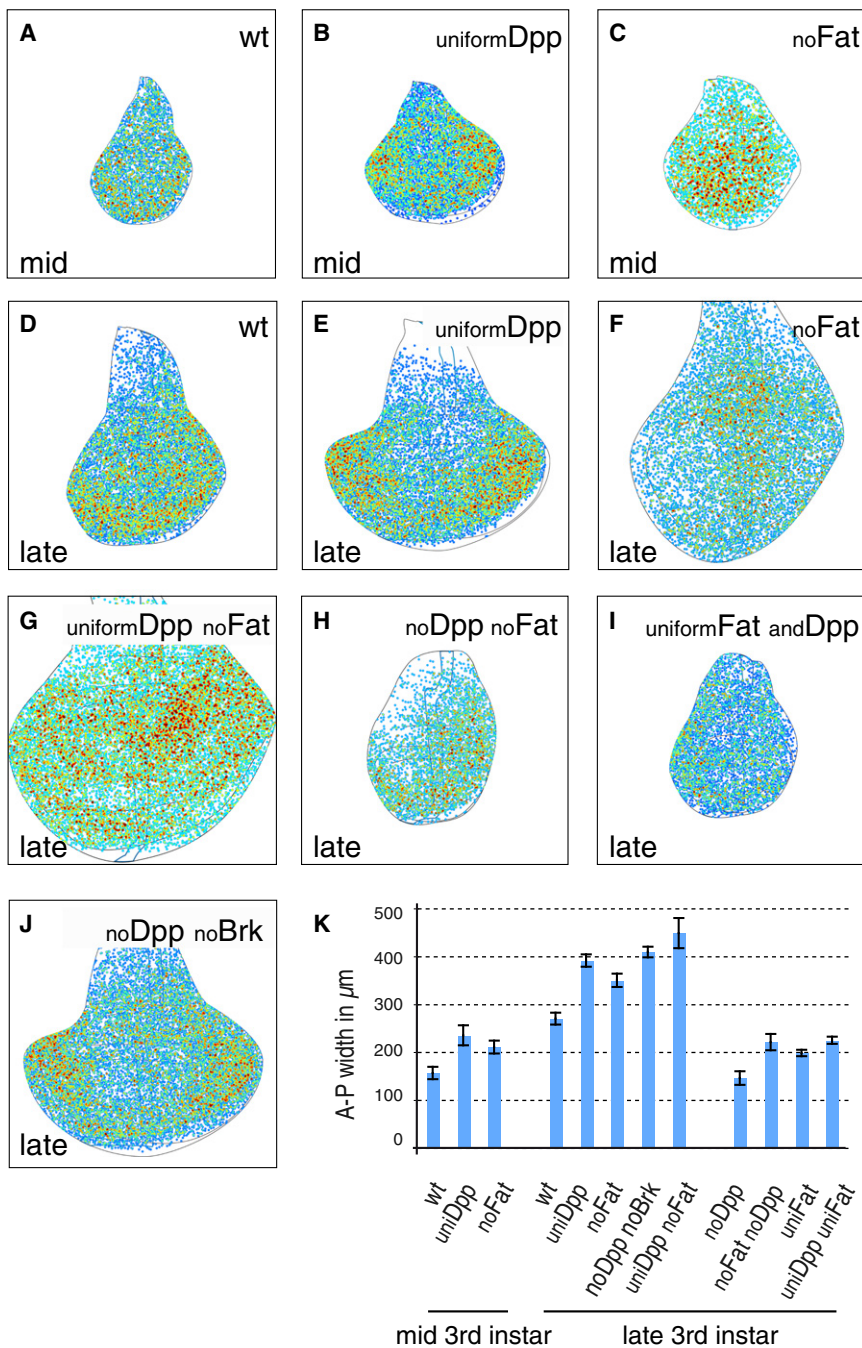 A wt
mid
B uniformDpp
mid
C noFat
mid
D wt
late
E uniformDpp
late
F noFat
late
G uniformDpp noFat
late
H noDpp noFat
late
I uniformFat andDpp
late
J noDpp noBrk
late
K
A-P width in µm
500
400
300
200
100
0
wt
uniDpp
noFat
wt
uniDpp
noFat
noDpp noBrk
uniDpp noFat
noDpp
noFat noDpp
uniFat
uniDpp uniFat
mid 3rd instar
late 3rd instar